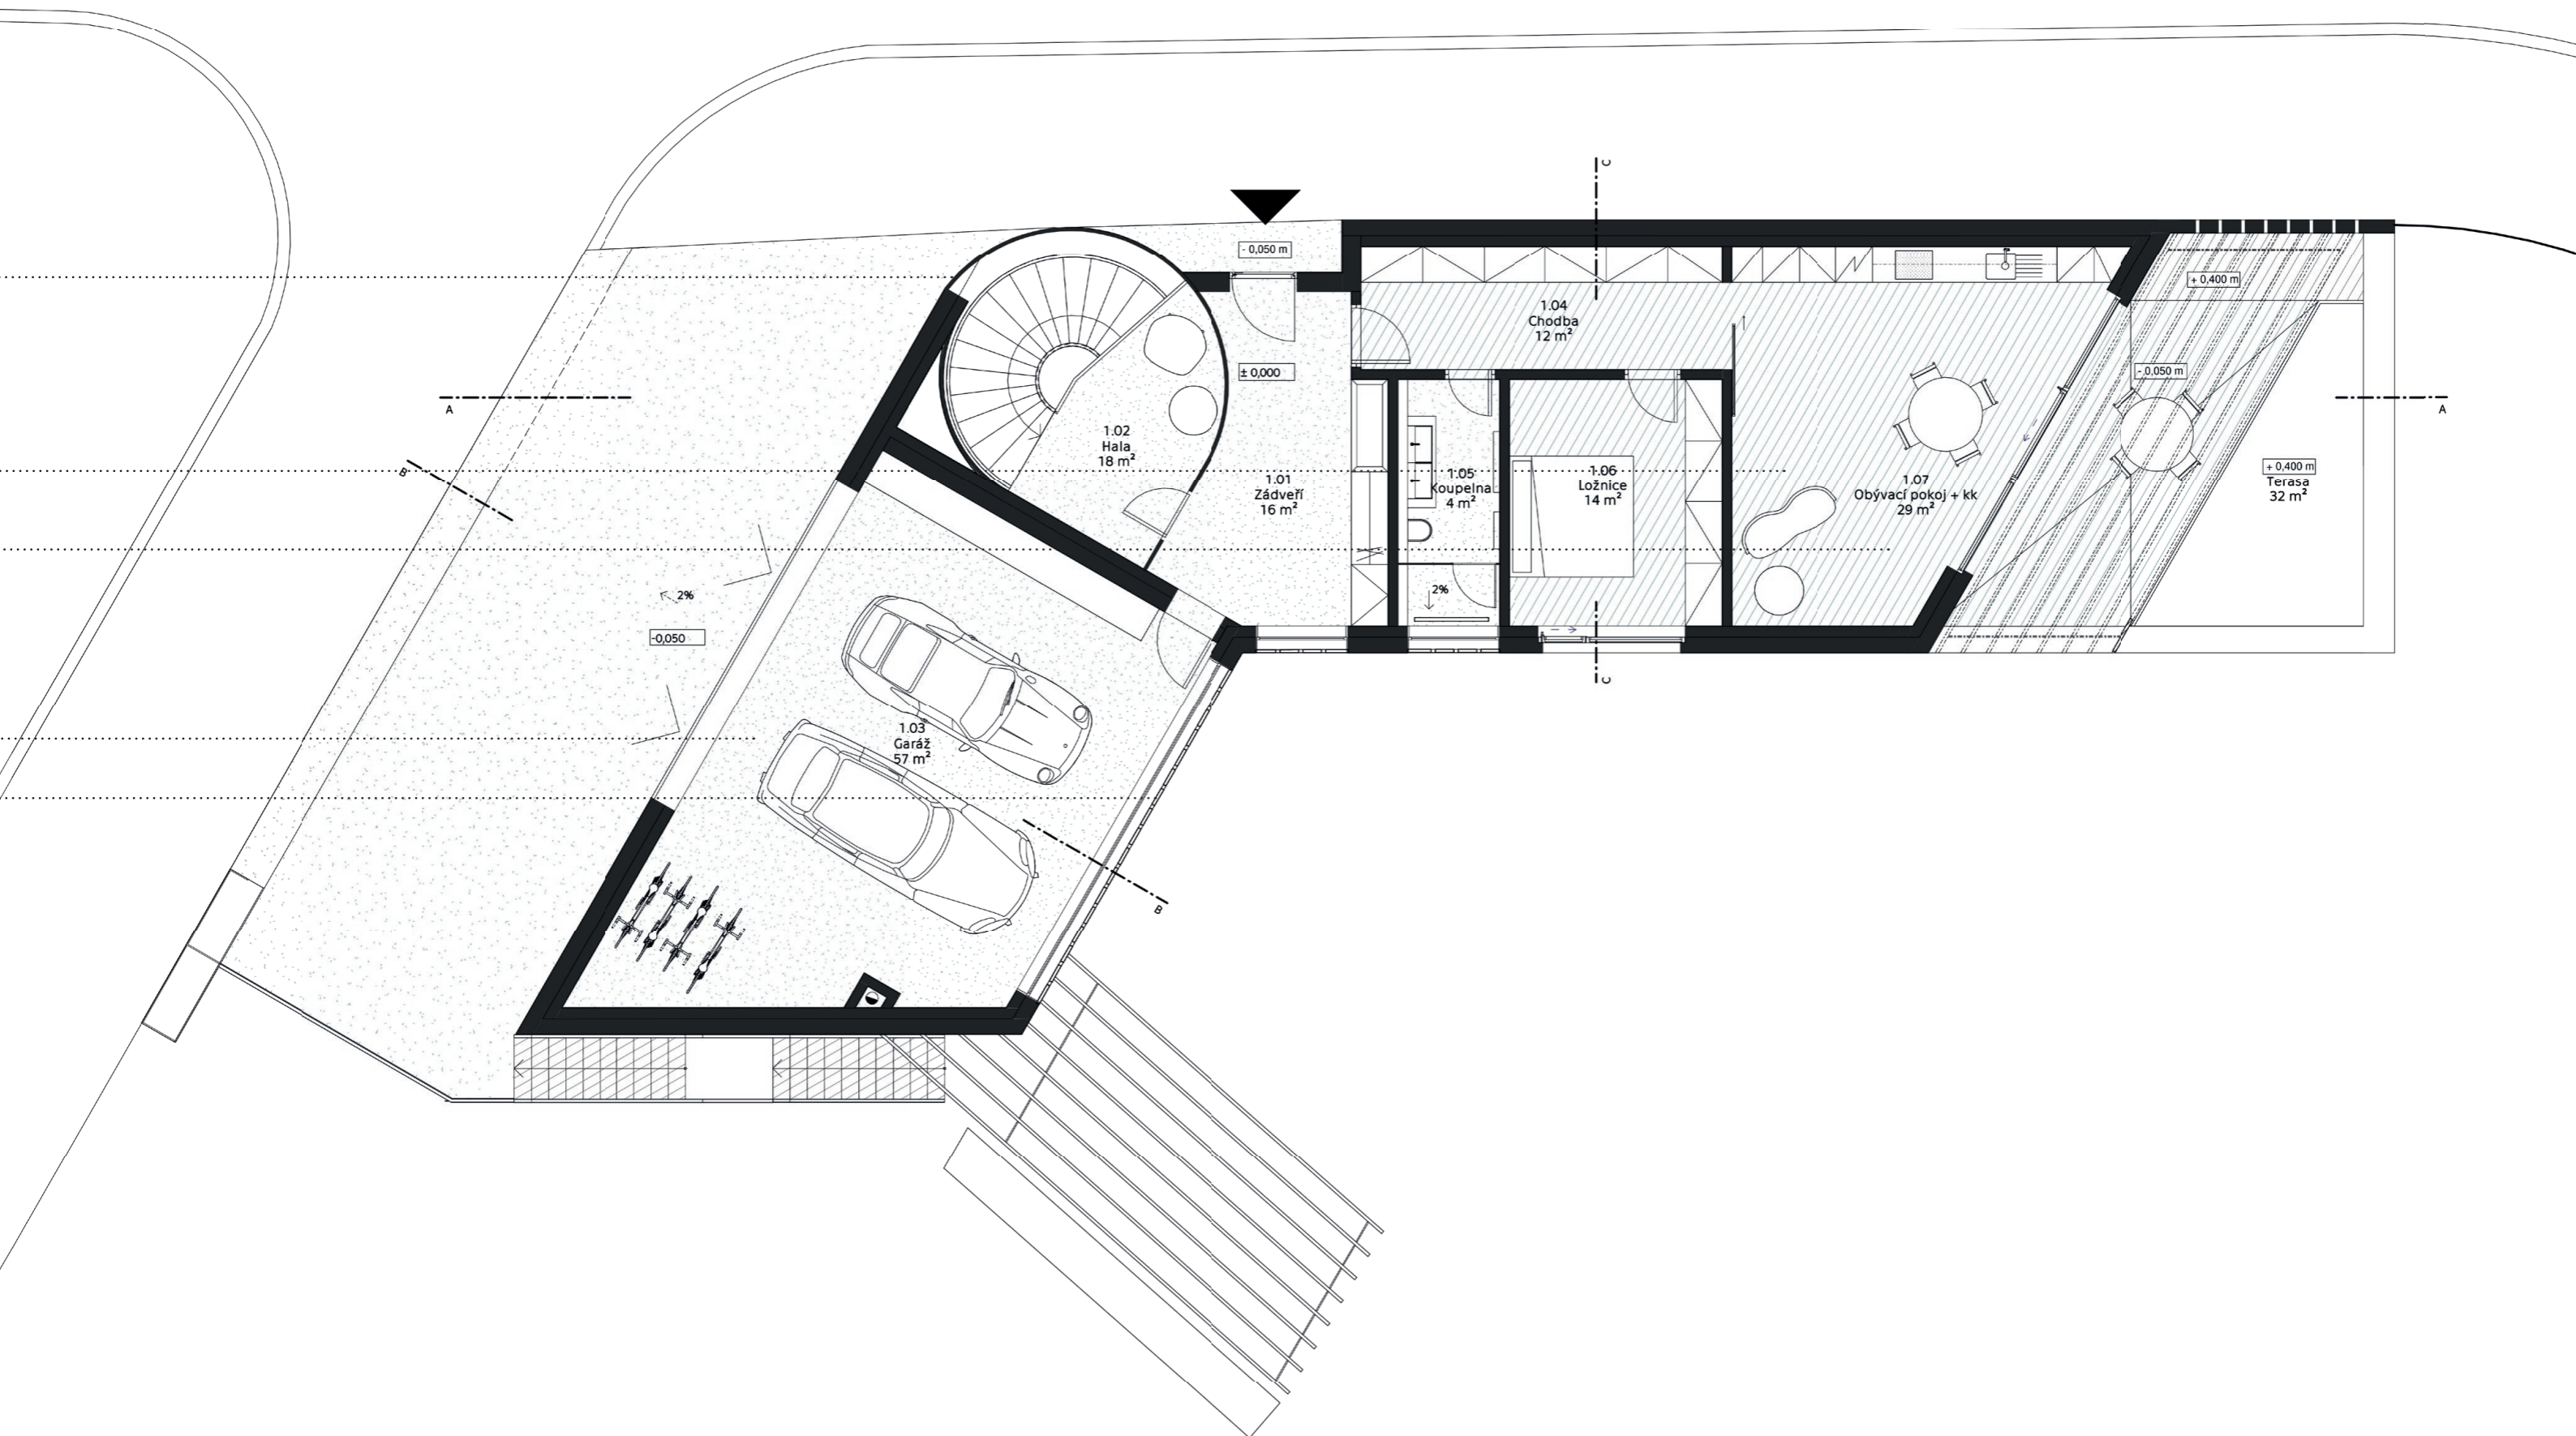 C
- 0,050 m
+ 0,400 m
1.04
Chodba
12 m²
± 0,000
- 0,050 m
A
A
1.02
Hala
18 m²
B
1.01
Zádveří
16 m²
1.05
Koupelna
4 m²
1.06
Ložnice
14 m²
1.07
Obývací pokoj + kk
29 m²
+ 0,400 m
Terasa
32 m²
2%
2%
-0,050
C
1.03
Garáž
57 m²
B